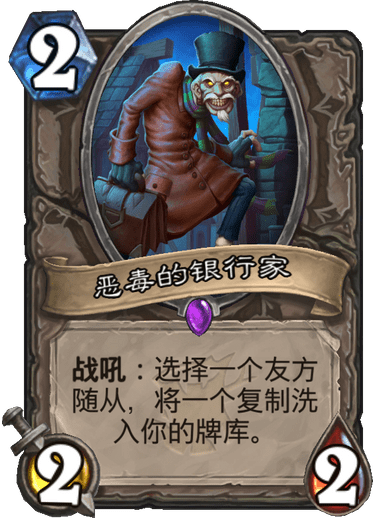 2
恶毒的银行家
战吼：选择一个友方
随从，将一个复制洗
入你的牌库。
2
2